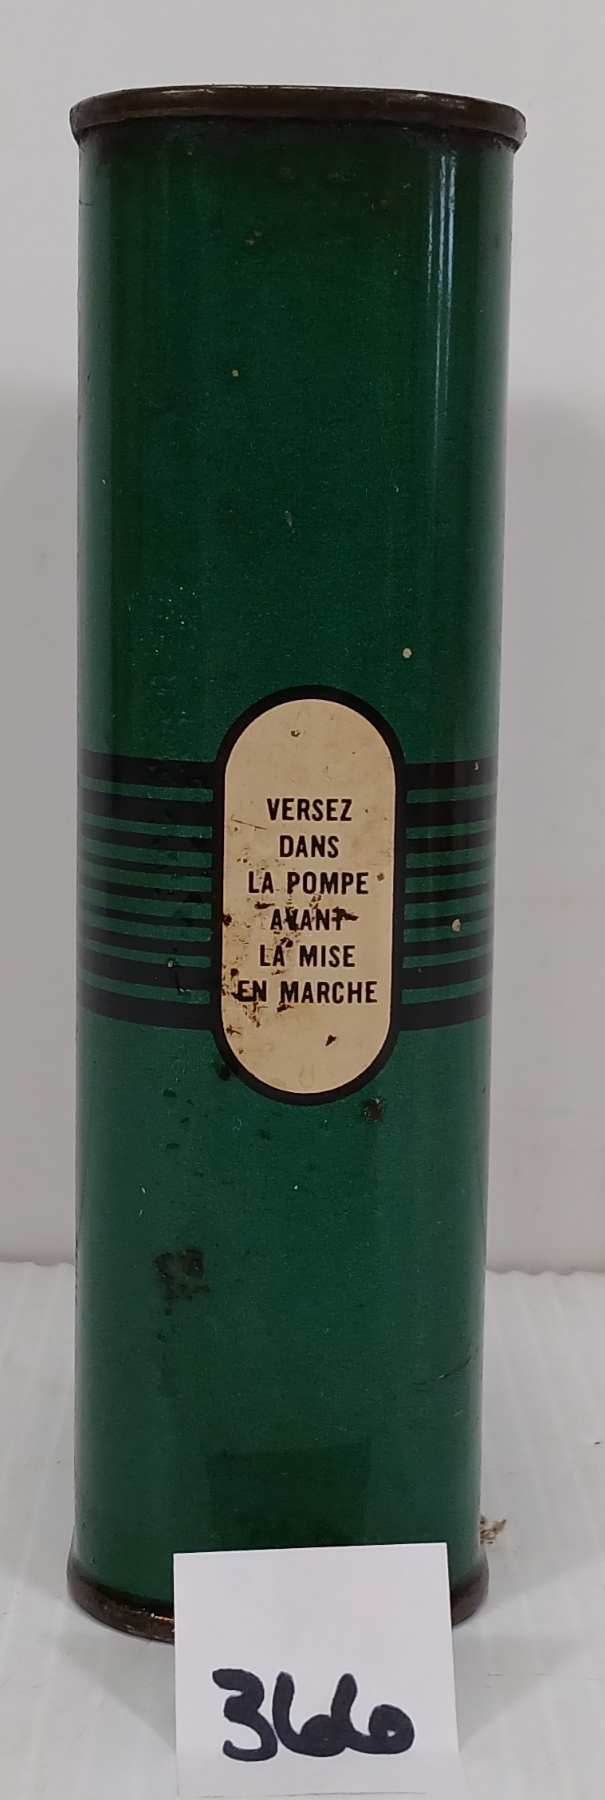 VERSEZ
DANS
LA POMPE
AVANT
LA MISE
EN MARCHE
366